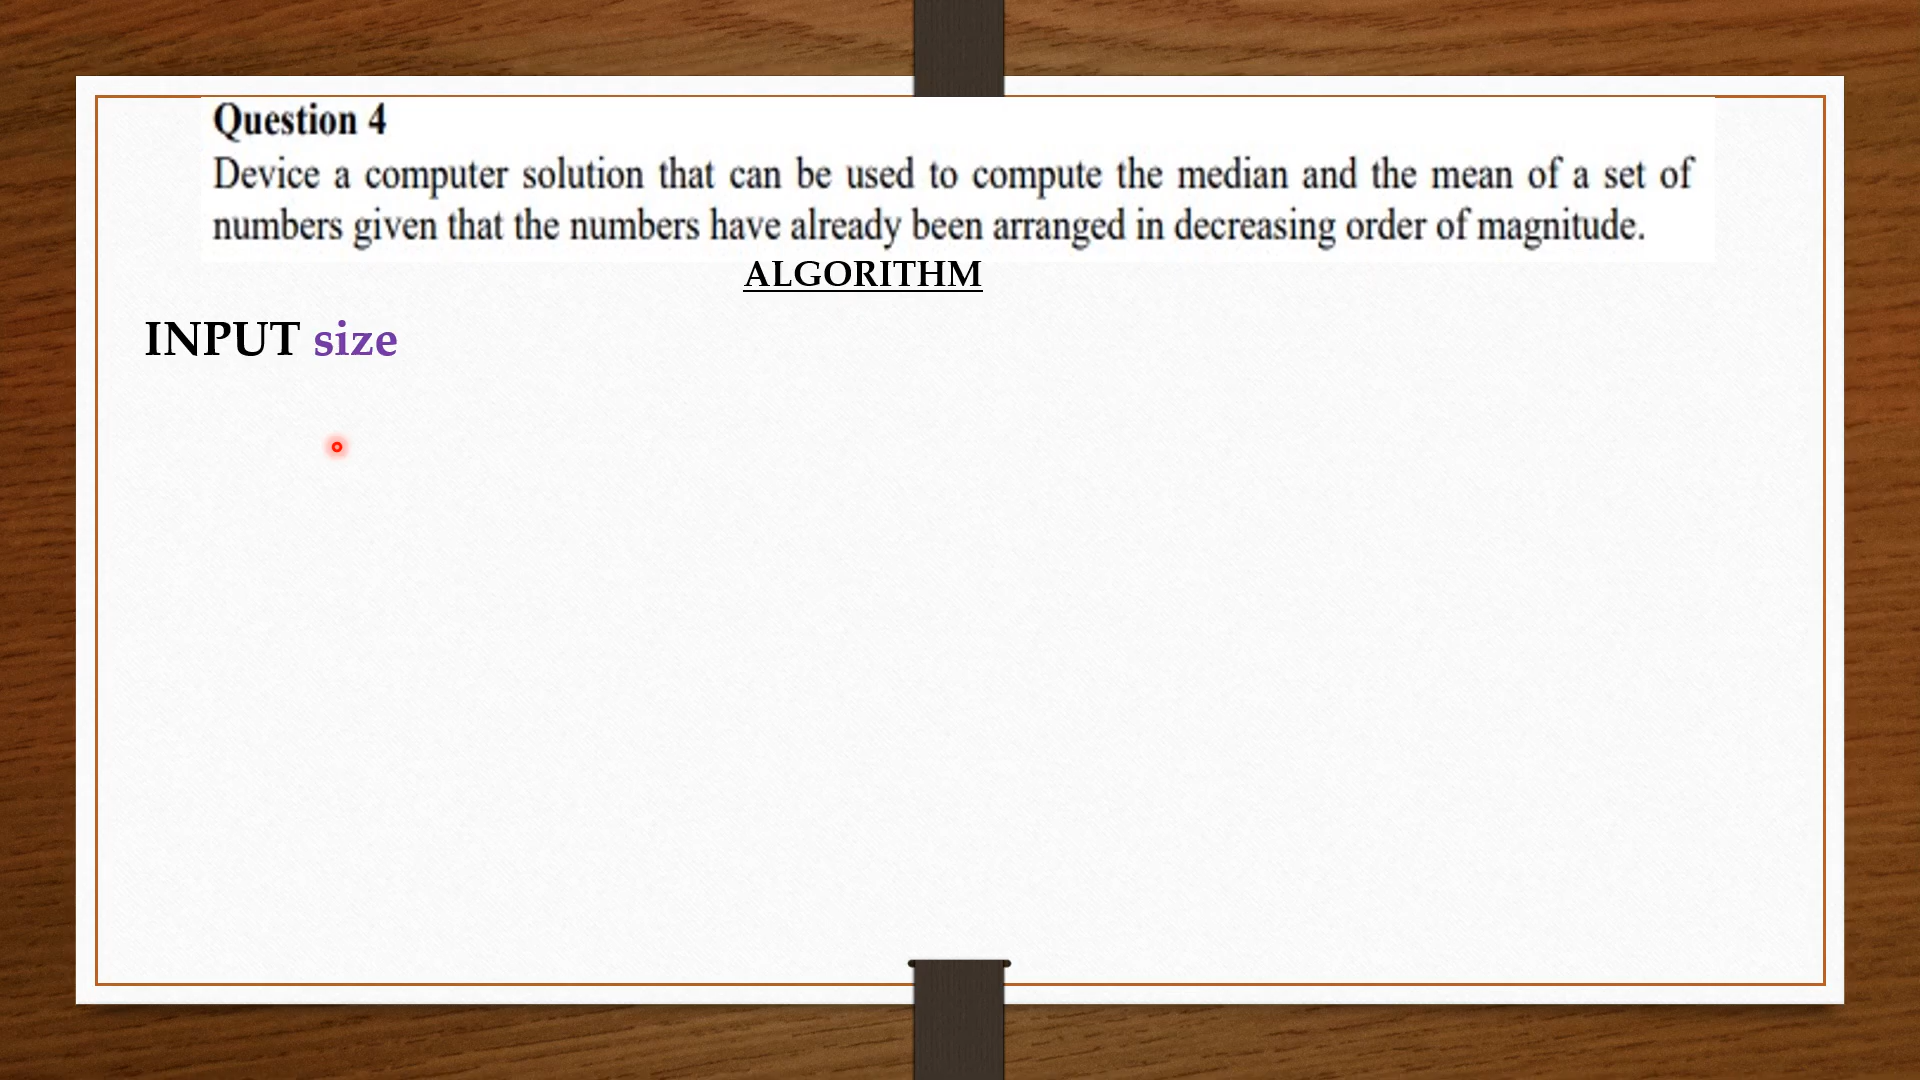 Question 4
Device a computer solution that can be used to compute the median and the mean of a set of
numbers given that the numbers have already been arranged in decreasing order of magnitude.
ALGORITHM
INPUT size